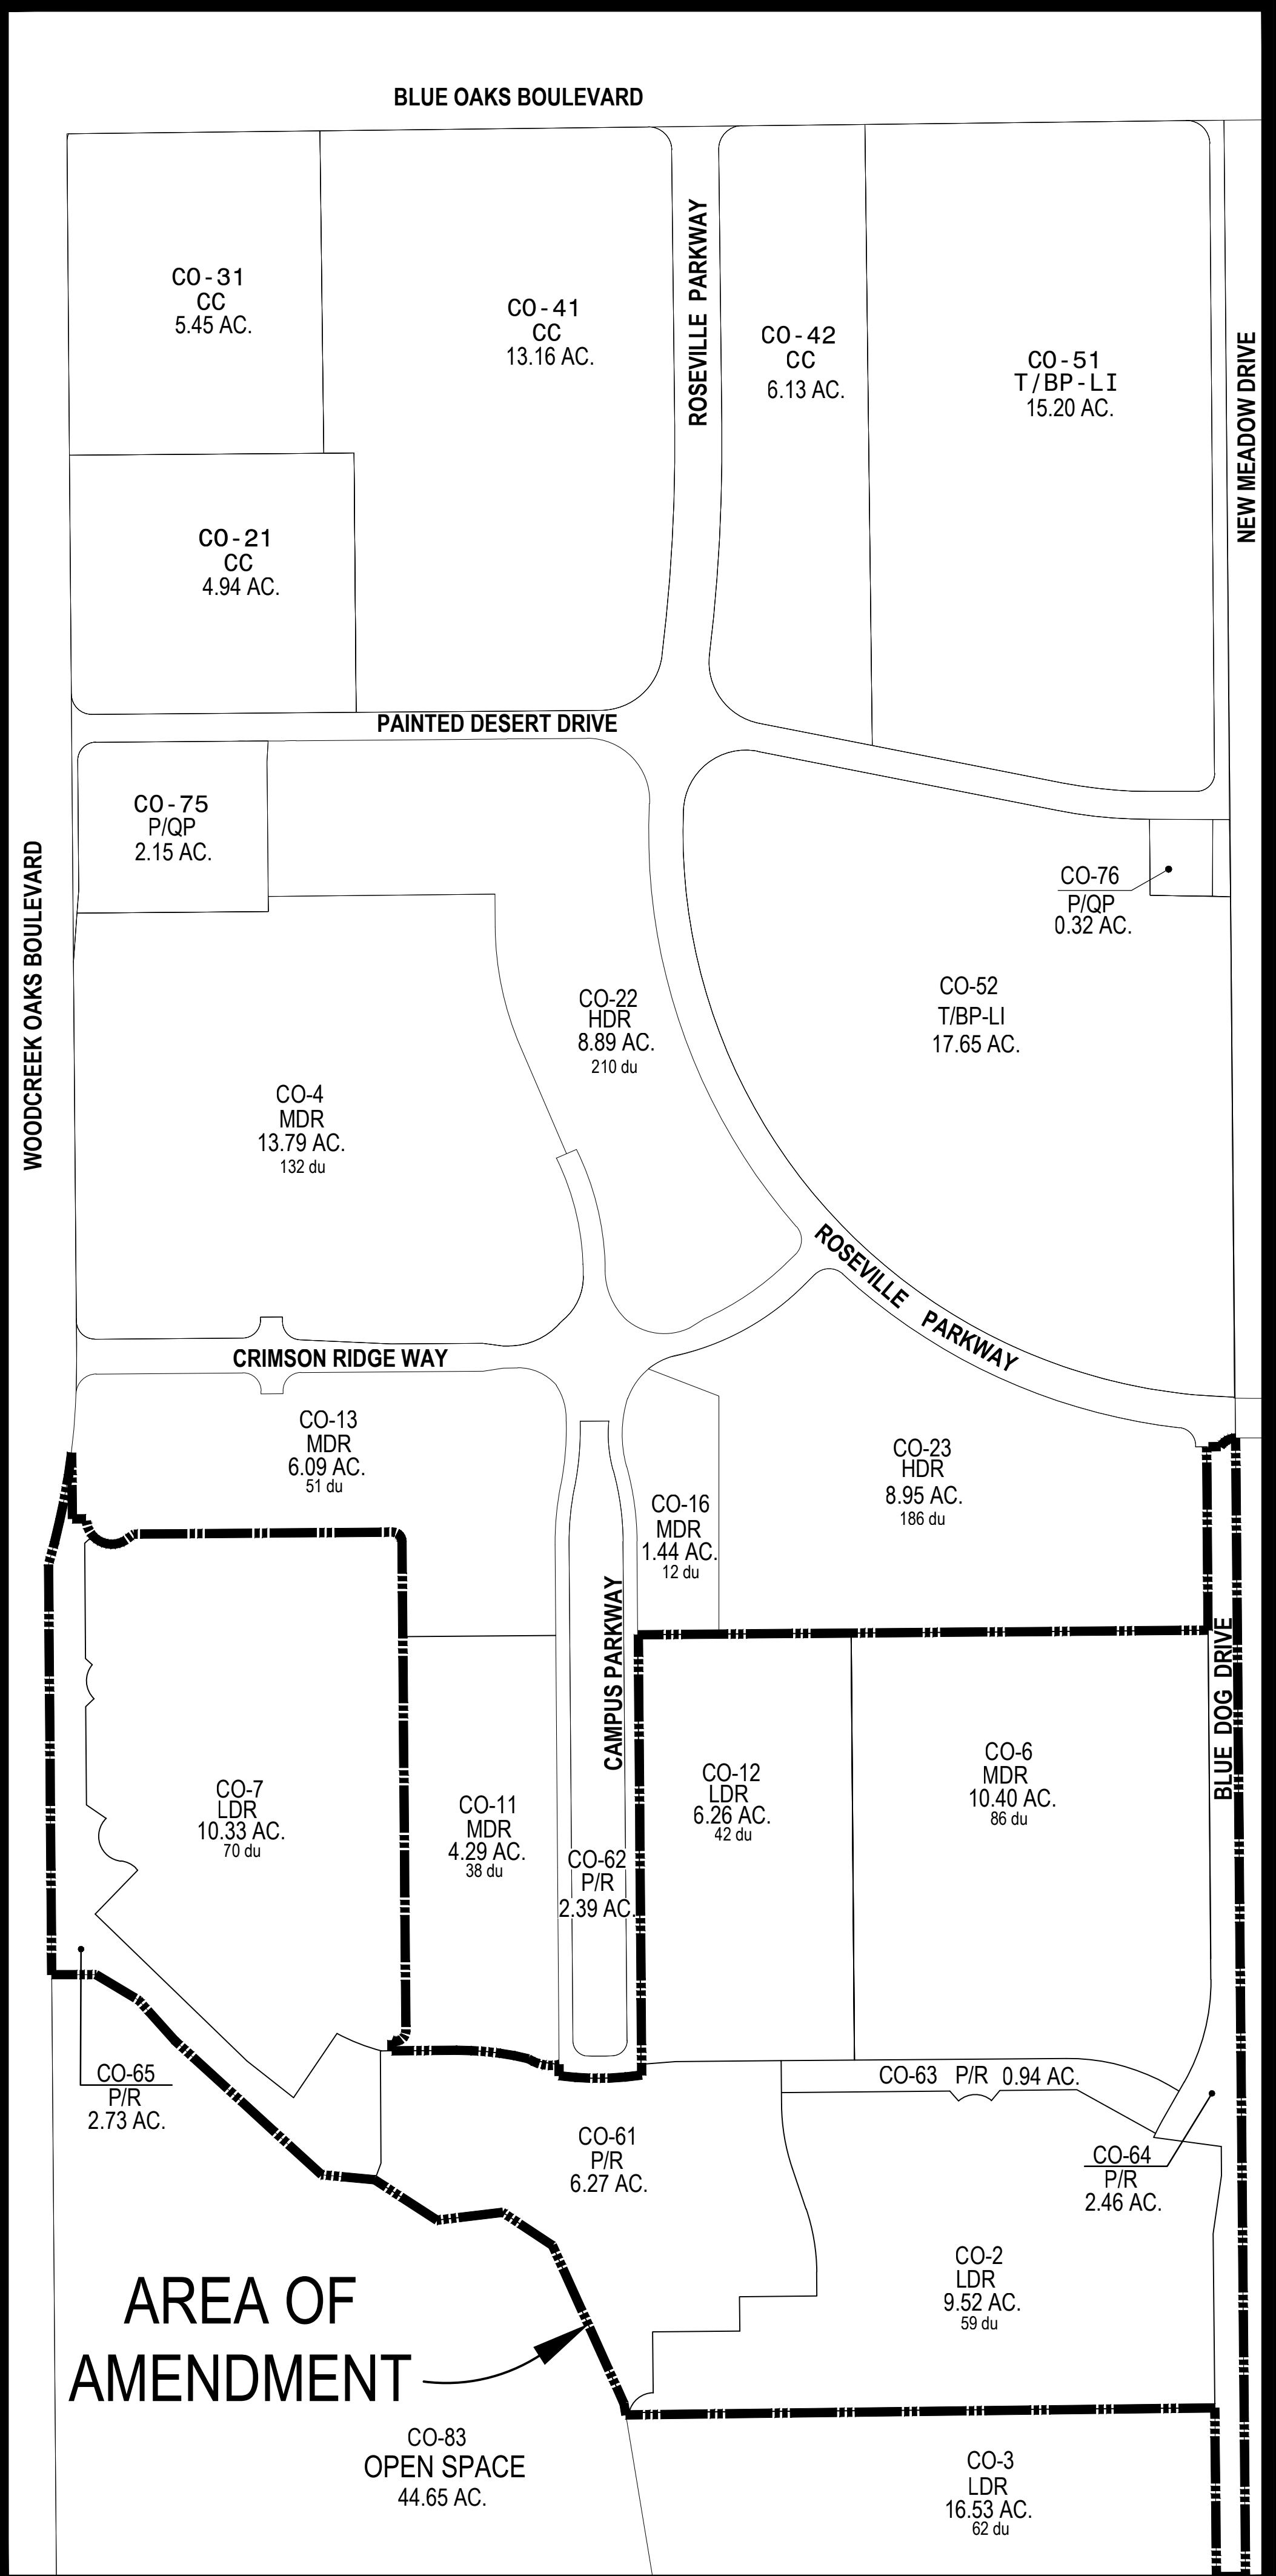 BLUE OAKS BOULEVARD
CO-31
CC
5.45 AC.
CO-41
CC
13.16 AC.
ROSEVILLE PARKWAY
CO-42
CC
6.13 AC.
CO-51
T/BP-LI
15.20 AC.
NEW MEADOW DRIVE
CO-21
CC
4.94 AC.
PAINTED DESERT DRIVE
CO-75
P/QP
2.15 AC.
WOODCREEK OAKS BOULEVARD
CO-76
P/QP
0.32 AC.
CO-22
HDR
8.89 AC.
210 du
CO-52
T/BP-LI
17.65 AC.
CO-4
MDR
13.79 AC.
132 du
ROSEVILLE PARKWAY
CRIMSON RIDGE WAY
CO-13
MDR
6.09 AC.
51 du
CO-23
HDR
8.95 AC.
186 du
CO-16
MDR
1.44 AC.
12 du
CAMPUS PARKWAY
BLUE DOG DRIVE
CO-7
LDR
10.33 AC.
70 du
CO-11
MDR
4.29 AC.
38 du
CO-62
P/R
2.39 AC.
CO-12
LDR
6.26 AC.
42 du
CO-6
MDR
10.40 AC.
86 du
CO-65
P/R
2.73 AC.
CO-63 P/R 0.94 AC.
CO-61
P/R
6.27 AC.
CO-64
P/R
2.46 AC.
CO-2
LDR
9.52 AC.
59 du
AREA OF
AMENDMENT
CO-83
OPEN SPACE
44.65 AC.
CO-3
LDR
16.53 AC.
62 du